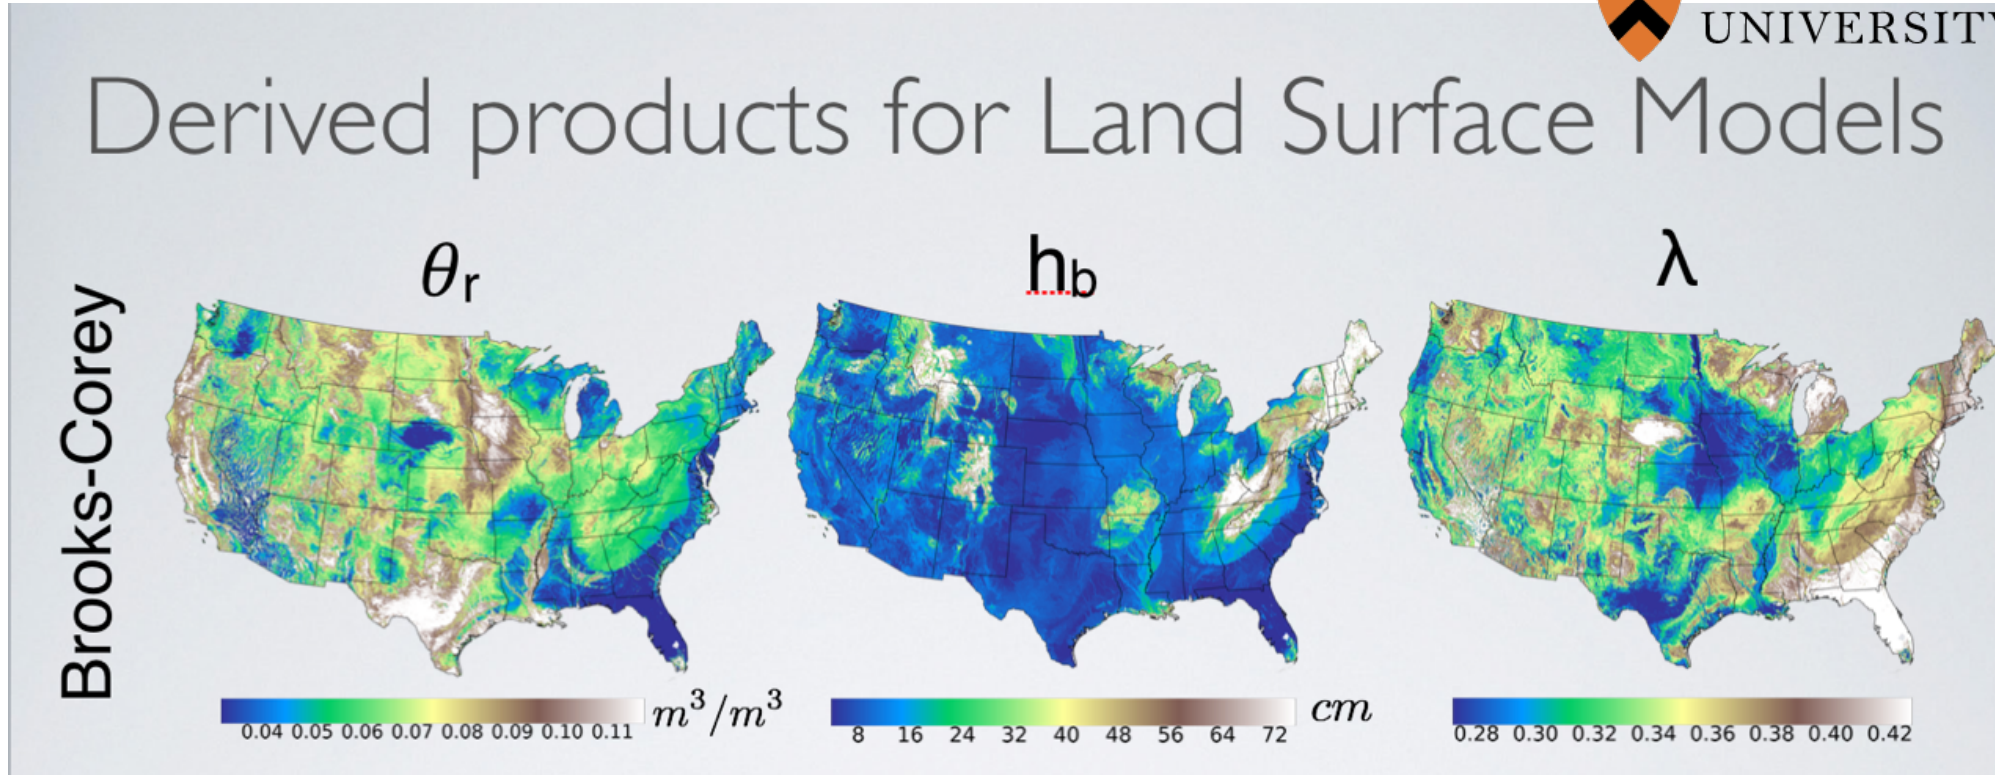 UNIVERSITY
Derived products for Land Surface Models
θr
hb
λ
Brooks-Corey
0.04 0.05 0.06 0.07 0.08 0.09 0.10 0.11
m³/m³
8 16 24 32 40 48 56 64 72
cm
0.28 0.30 0.32 0.34 0.36 0.38 0.40 0.42